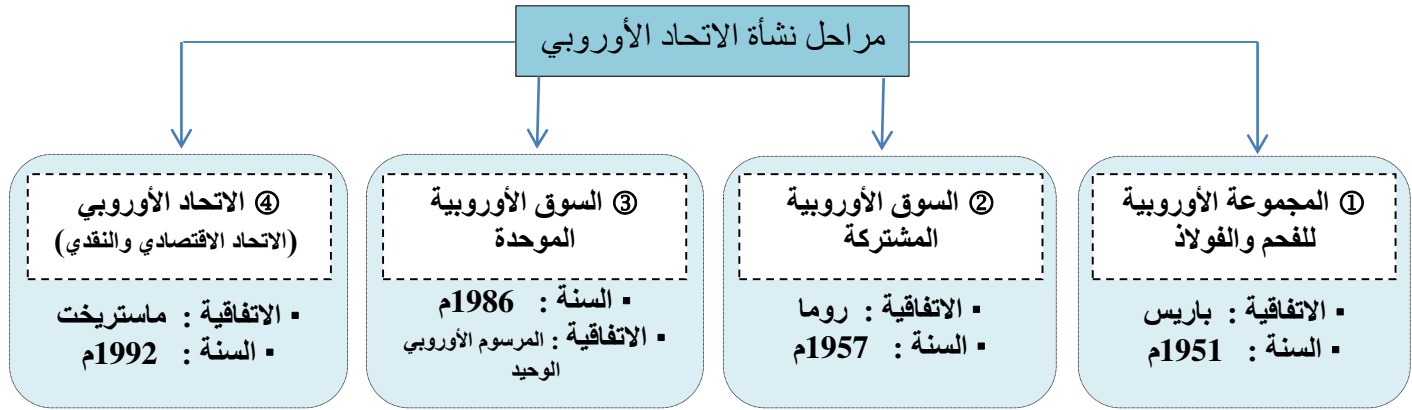 مراحل نشأة الاتحاد الأوروبي
① المجموعة الأوروبية
للفحم والفولاذ
▪ الاتفاقية : باريس
▪ السنة : 1951م
② السوق الأوروبية
المشتركة
▪ الاتفاقية : روما
▪ السنة : 1957م
③ السوق الأوروبية
الموحدة
▪ السنة : 1986م
▪ الاتفاقية : المرسوم الأوروبي
الوحيد
④ الاتحاد الأوروبي
(الاتحاد الاقتصادي والنقدي)
▪ الاتفاقية : ماستريخت
▪ السنة : 1992م